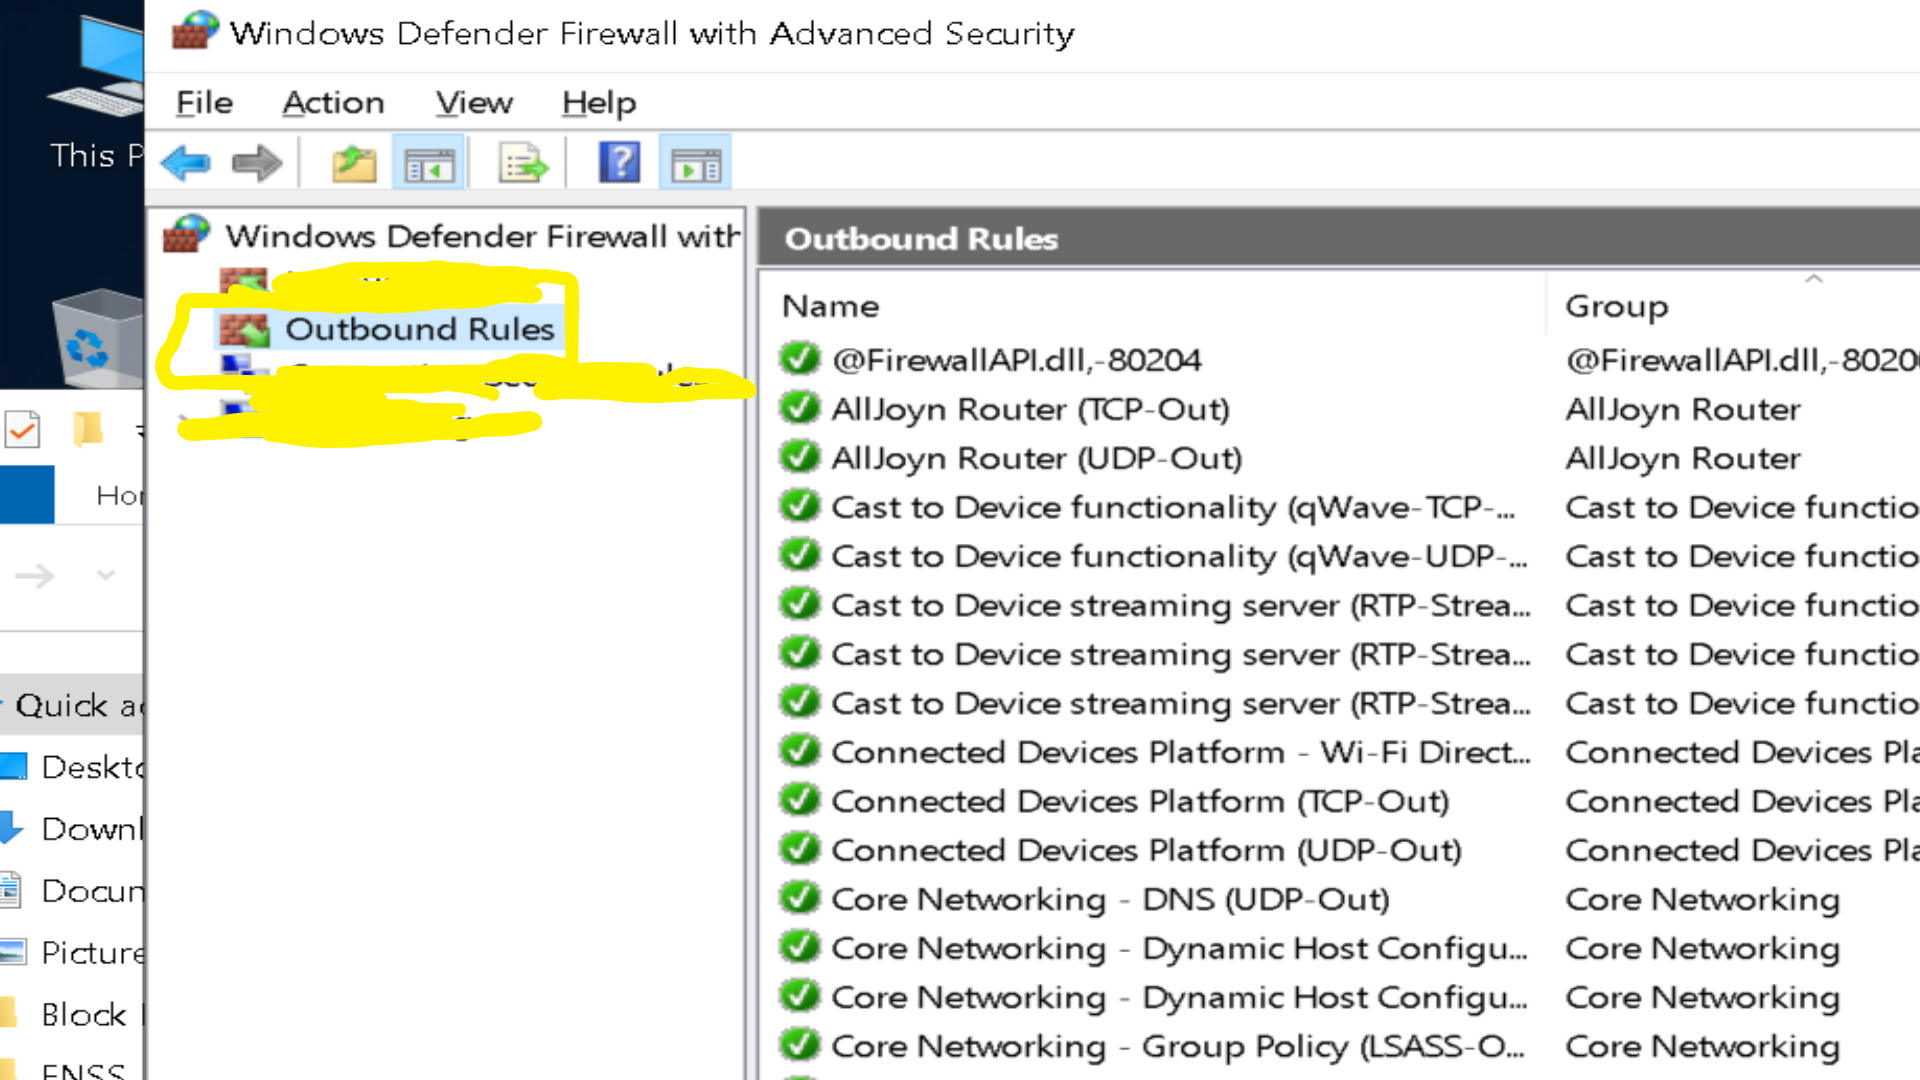 Windows Defender Firewall with Advanced Security
File Action View Help
This P
Windows Defender Firewall with
Outbound Rules
Outbound Rules
Name Group
@FirewallAPI.dll,-80204 @FirewallAPI.dll,-8020
AllJoyn Router (TCP-Out) AllJoyn Router
AllJoyn Router (UDP-Out) AllJoyn Router
Cast to Device functionality (qWave-TCP-... Cast to Device functio
Cast to Device functionality (qWave-UDP-... Cast to Device functio
Cast to Device streaming server (RTP-Strea... Cast to Device functio
Cast to Device streaming server (RTP-Strea... Cast to Device functio
Cast to Device streaming server (RTP-Strea... Cast to Device functio
Connected Devices Platform - Wi-Fi Direct... Connected Devices Pla
Connected Devices Platform (TCP-Out) Connected Devices Pla
Connected Devices Platform (UDP-Out) Connected Devices Pla
Core Networking - DNS (UDP-Out) Core Networking
Core Networking - Dynamic Host Configu... Core Networking
Core Networking - Dynamic Host Configu... Core Networking
Core Networking - Group Policy (LSASS-O... Core Networking
Hor
Quick ac
Deskto
Downl
Docun
Picture
Block
ENSS